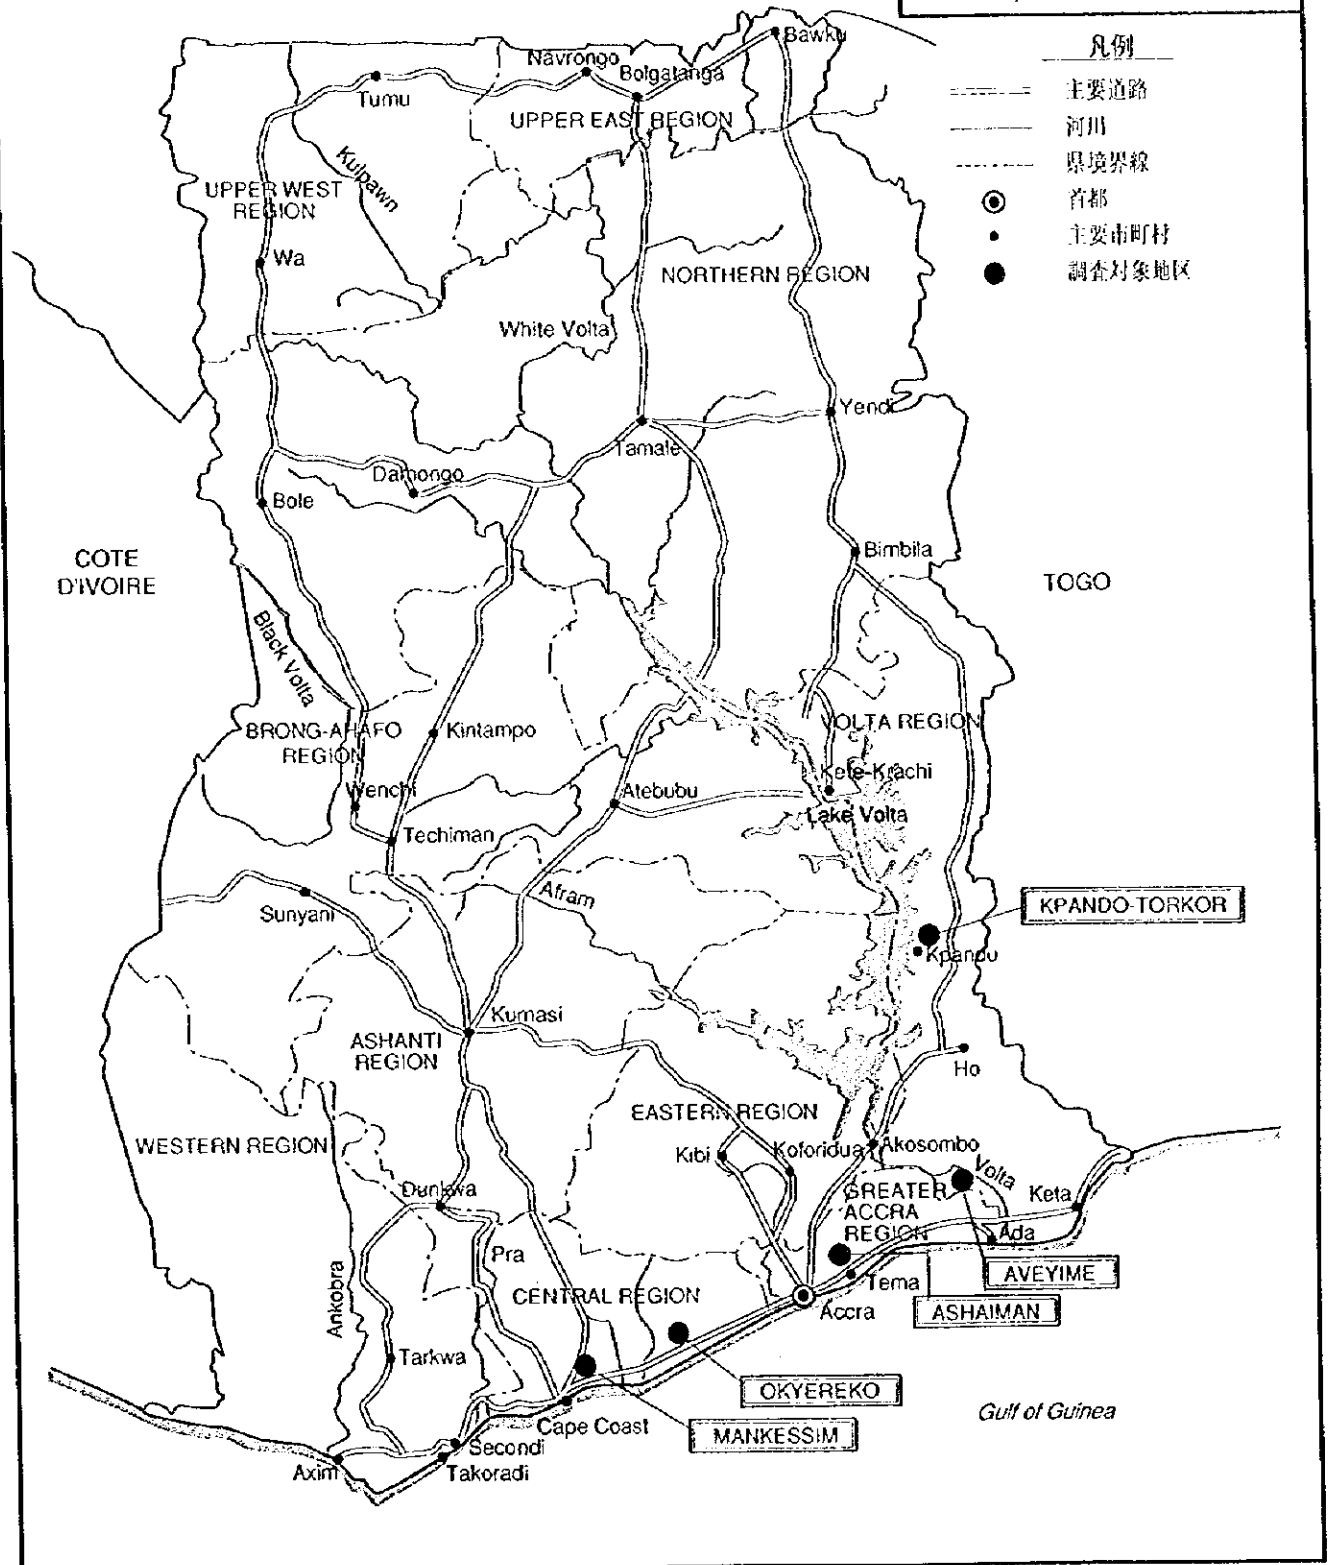 凡例
主要道路
河川
県境界線
首都
主要市町村
調査対象地区
Bawku
Navrongo
Bolgatanga
Tumu
UPPER EAST REGION
Kulpawn
UPPER WEST
REGION
Wa
NORTHERN REGION
White Volta
Yendi
Tamale
Damongo
Bole
Bimbila
COTE
D'IVOIRE
TOGO
Black Volta
BRONG-AHAFO
REGION
Kintampo
VOLTA REGION
Wenchi
Kete-Krachi
Atebubu
Lake Volta
Techiman
Afram
Sunyani
KPANDO-TORKOR
Kpandu
Kumasi
ASHANTI
REGION
Ho
EASTERN REGION
WESTERN REGION
Kibi
Koforidua
Akosombo
Volta
Dunkwa
GREATER
ACCRA
REGION
Keta
Ada
Pra
AVEYIME
Tema
CENTRAL REGION
Ankobra
Accra
ASHAIMAN
Tarkwa
OKYEREKO
Gulf of Guinea
Cape Coast
MANKESSIM
Secondi
Axim
Takoradi